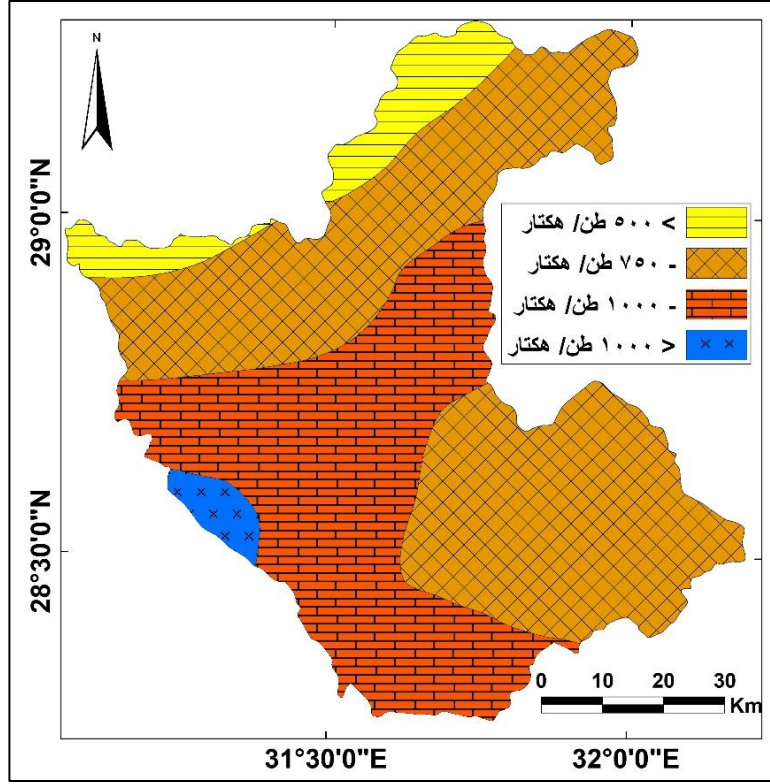 N
29°0'0"N
28°30'0"N
< ٥٠٠ طن/ هكتار
- ٧٥٠ طن/ هكتار
- ١٠٠٠ طن/ هكتار
> ١٠٠٠ طن/ هكتار
0 10 20 30
Km
31°30'0"E 32°0'0"E